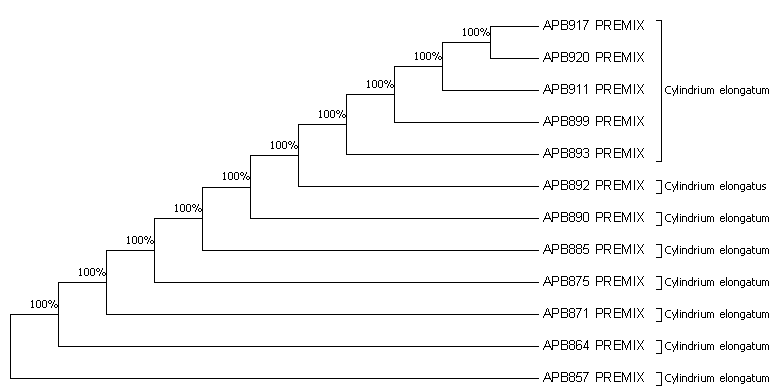 100% APB917 PREMIX
100% APB920 PREMIX
100% APB911 PREMIX Cylindrium elongatum
100% APB899 PREMIX
100% APB893 PREMIX
100% APB892 PREMIX Cylindrium elongatus
100% APB890 PREMIX Cylindrium elongatum
100% APB885 PREMIX Cylindrium elongatum
100% APB875 PREMIX Cylindrium elongatum
100% APB871 PREMIX Cylindrium elongatum
APB864 PREMIX Cylindrium elongatum
APB857 PREMIX Cylindrium elongatum